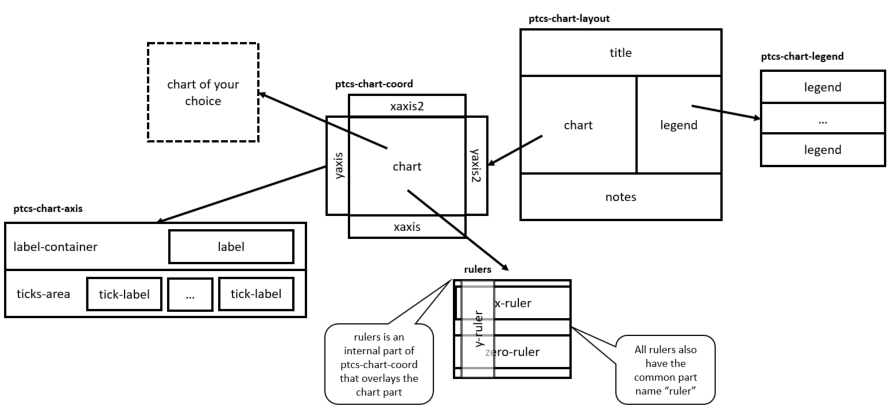 ptcs-chart-layout
title
chart
legend
notes
ptcs-chart-legend
legend
...
legend
chart of your
choice
ptcs-chart-coord
xaxis2
yaxis
chart
yaxis2
xaxis
ptcs-chart-axis
label-container
label
ticks-area
tick-label
...
tick-label
rulers
x-ruler
y-ruler
zero-ruler
rulers is an
internal part of
ptcs-chart-coord
that overlays the
chart part
All rulers also
have the
common part
name “ruler”